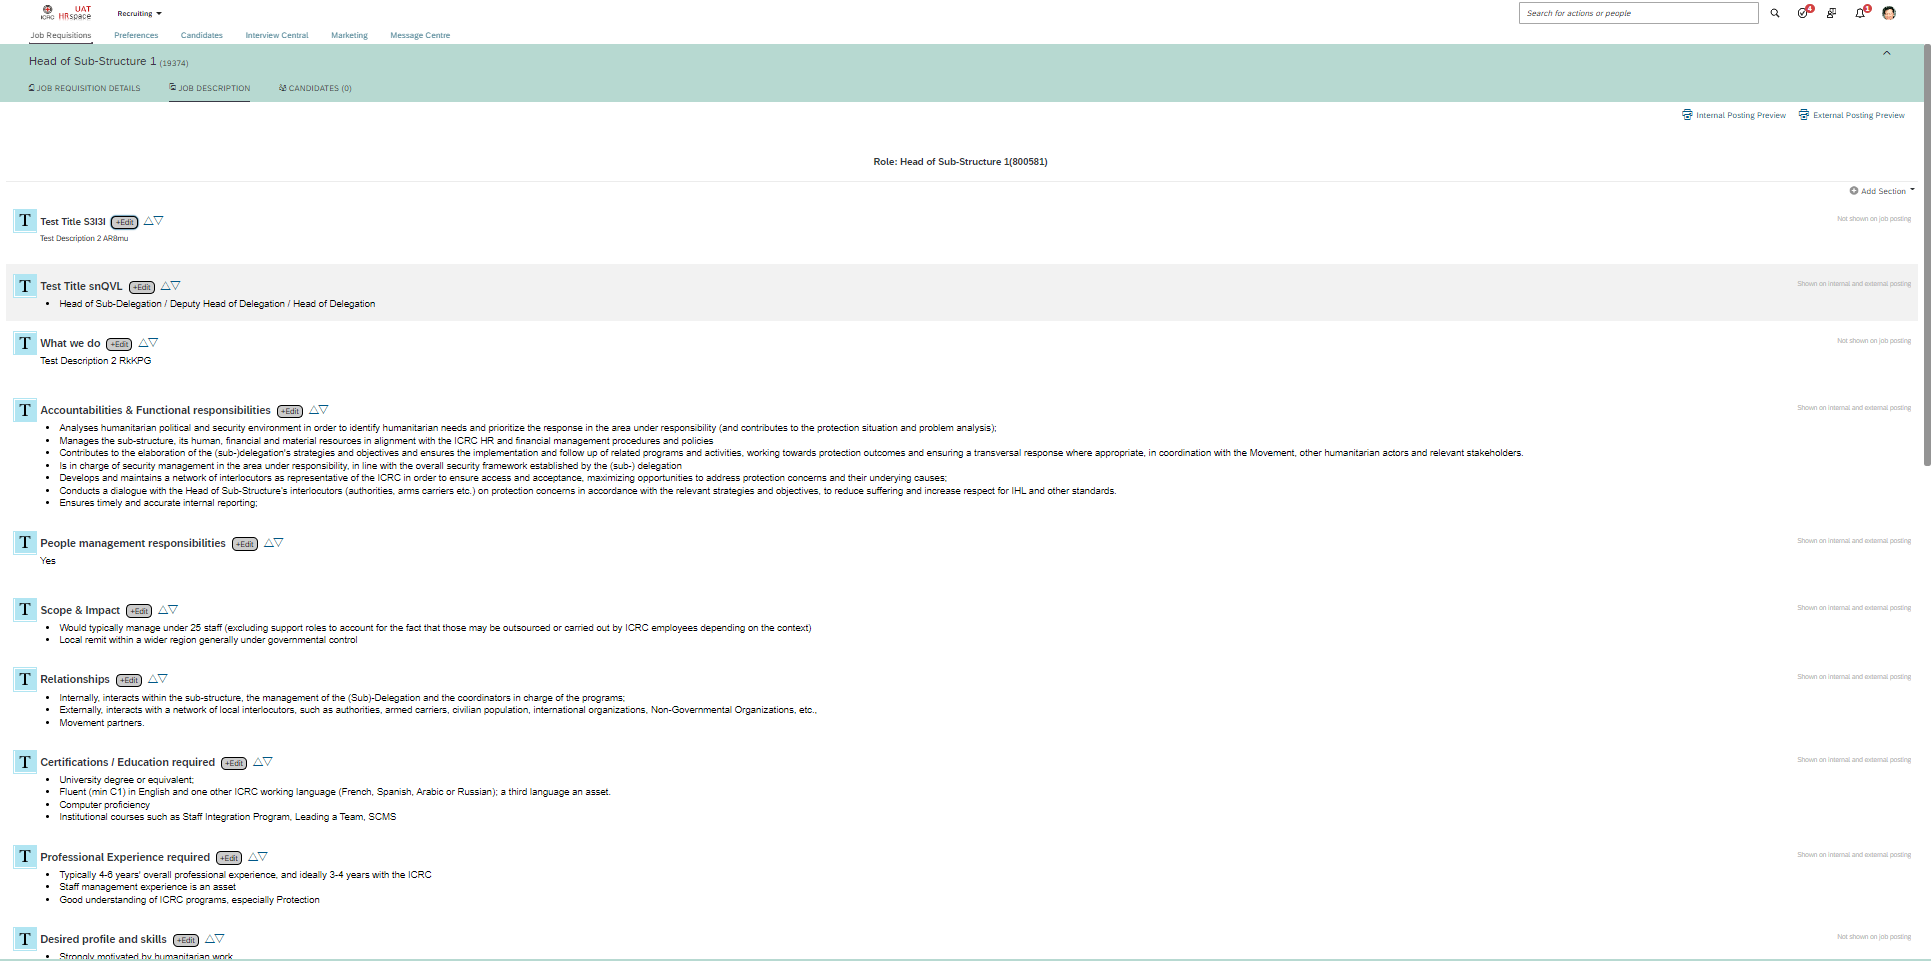 ICRC UAT HRspace
Recruiting
Search for actions or people
4
1
Job Requisitions Preferences Candidates Interview Central Marketing Message Centre
Head of Sub-Structure 1 (19374)
JOB REQUISITION DETAILS JOB DESCRIPTION CANDIDATES (0)
Internal Posting Preview External Posting Preview
Role: Head of Sub-Structure 1(800581)
Add Section
T Test Title S3I3I +Edit
Not shown on job posting
Test Description 2 AR8mu
T Test Title snQVL +Edit
Shown on internal and external posting
• Head of Sub-Delegation / Deputy Head of Delegation / Head of Delegation
T What we do +Edit
Not shown on job posting
Test Description 2 RkKPG
T Accountabilities & Functional responsibilities +Edit
Shown on internal and external posting
• Analyses humanitarian political and security environment in order to identify humanitarian needs and prioritize the response in the area under responsibility (and contributes to the protection situation and problem analysis);
• Manages the sub-structure, its human, financial and material resources in alignment with the ICRC HR and financial management procedures and policies
• Contributes to the elaboration of the (sub-)delegation's strategies and objectives and ensures the implementation and follow up of related programs and activities, working towards protection outcomes and ensuring a transversal response where appropriate, in coordination with the Movement, other humanitarian actors and relevant stakeholders.
• Is in charge of security management in the area under responsibility, in line with the overall security framework established by the (sub-) delegation
• Develops and maintains a network of interlocutors as representative of the ICRC in order to ensure access and acceptance, maximizing opportunities to address protection concerns and their underlying causes;
• Conducts a dialogue with the Head of Sub-Structure's interlocutors (authorities, arms carriers etc.) on protection concerns in accordance with the relevant strategies and objectives, to reduce suffering and increase respect for IHL and other standards.
• Ensures timely and accurate internal reporting;
T People management responsibilities +Edit
Shown on internal and external posting
Yes
T Scope & Impact +Edit
Shown on internal and external posting
• Would typically manage under 25 staff (excluding support roles to account for the fact that those may be outsourced or carried out by ICRC employees depending on the context)
• Local remit within a wider region generally under governmental control
T Relationships +Edit
Shown on internal and external posting
• Internally, interacts within the sub-structure, the management of the (Sub)-Delegation and the coordinators in charge of the programs;
• Externally, interacts with a network of local interlocutors, such as authorities, armed carriers, civilian population, international organizations, Non-Governmental Organizations, etc.,
• Movement partners.
T Certifications / Education required +Edit
Shown on internal and external posting
• University degree or equivalent;
• Fluent (min C1) in English and one other ICRC working language (French, Spanish, Arabic or Russian); a third language an asset.
• Computer proficiency
• Institutional courses such as Staff Integration Program, Leading a Team, SCMS
T Professional Experience required +Edit
Shown on internal and external posting
• Typically 4-6 years' overall professional experience, and ideally 3-4 years with the ICRC
• Staff management experience is an asset
• Good understanding of ICRC programs, especially Protection
T Desired profile and skills +Edit
Not shown on job posting
• Strongly motivated by humanitarian work